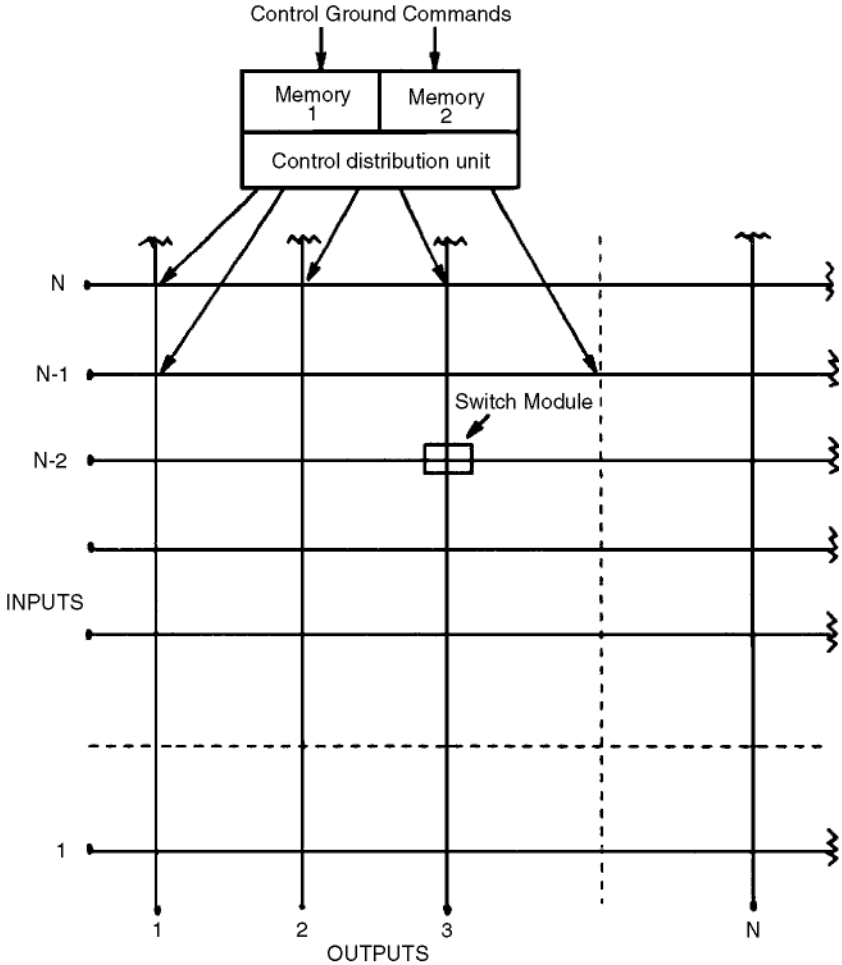 Control Ground Commands
Memory 1
Memory 2
Control distribution unit
N
N-1
Switch Module
N-2
INPUTS
1
1 2 3 N
OUTPUTS